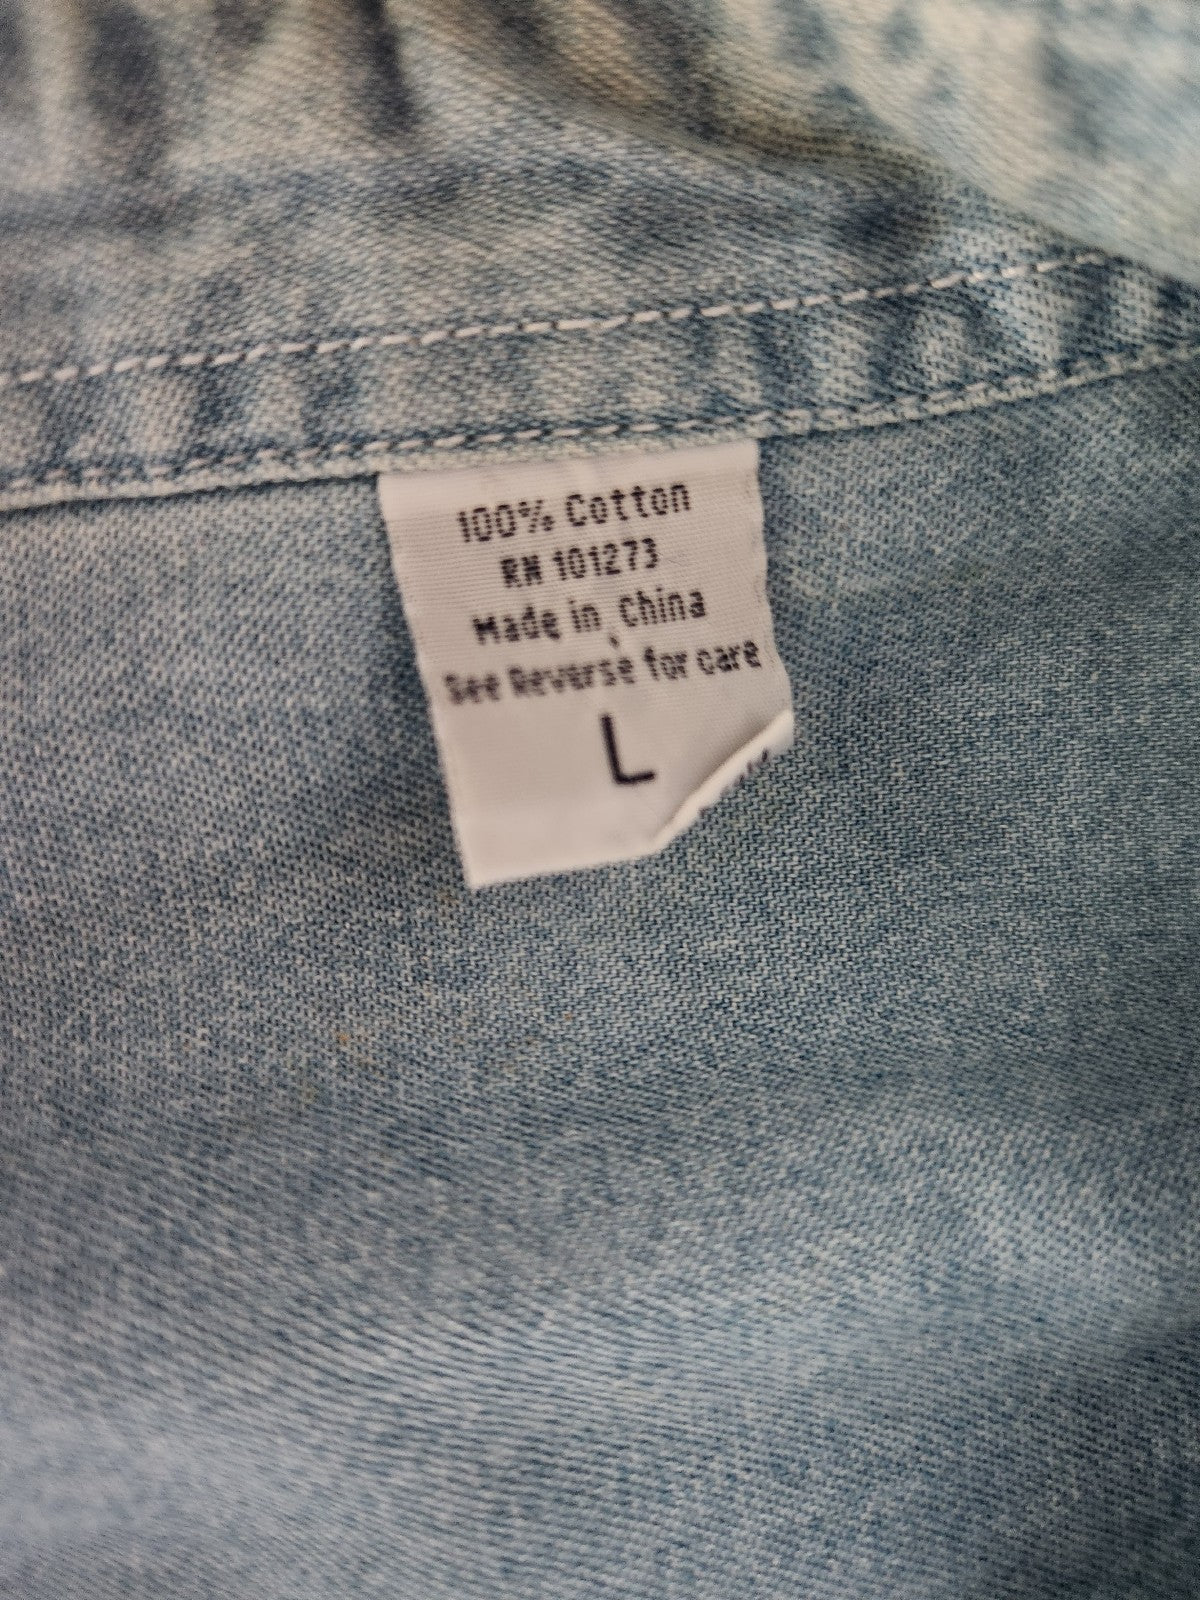 100% Cotton
RN 101273
Made in China
See Reverse for care
L